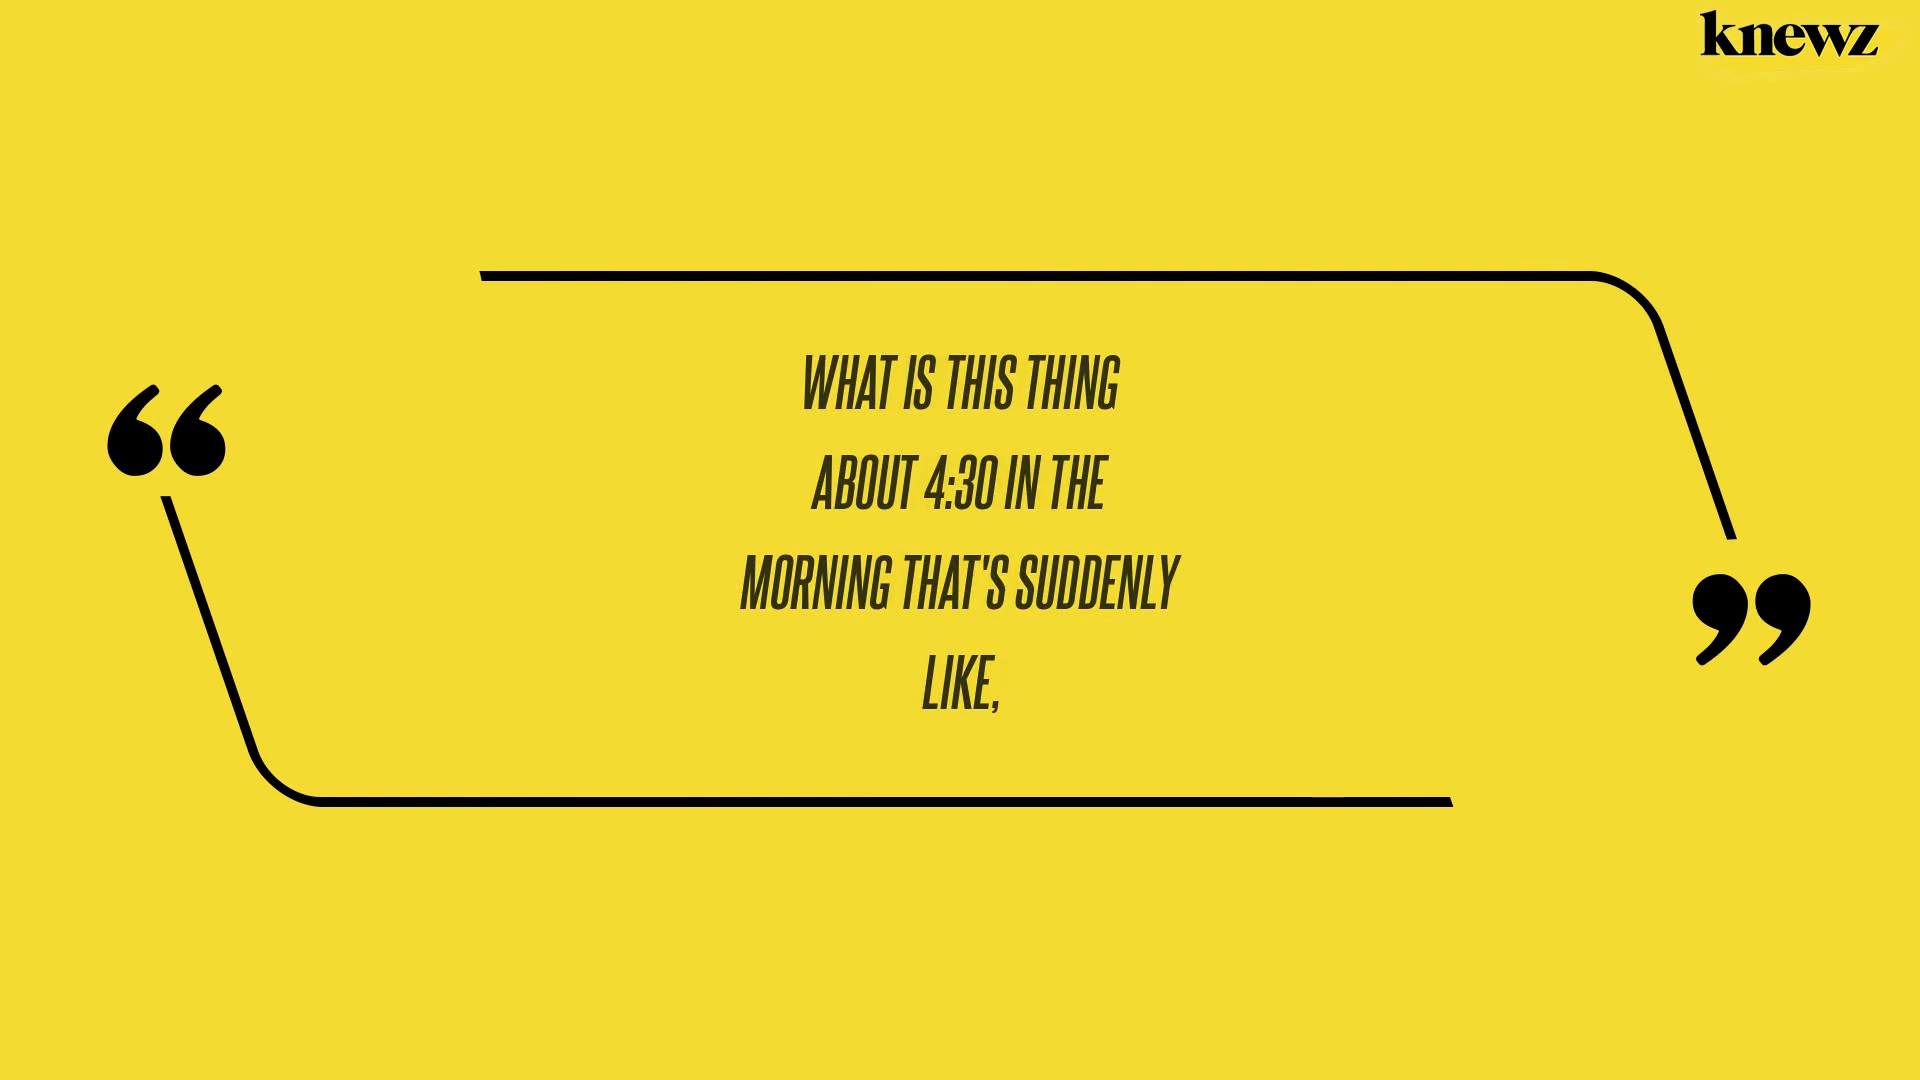 knewz
“
WHAT IS THIS THING
ABOUT 4:30 IN THE
MORNING THAT'S SUDDENLY
LIKE,
”